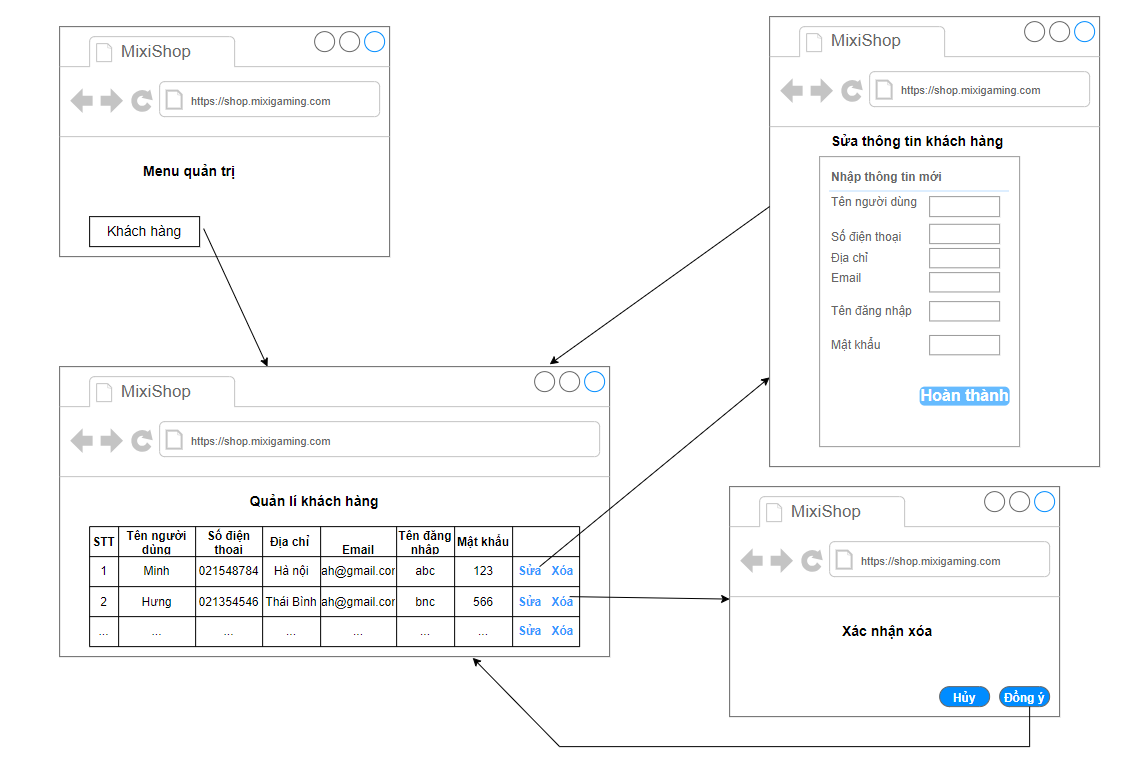 MixiShop
https://shop.mixigaming.com
Menu quản trị
Khách hàng
MixiShop
https://shop.mixigaming.com
Sửa thông tin khách hàng
Nhập thông tin mới
Tên người dùng
Số điện thoại
Địa chỉ
Email
Tên đăng nhập
Mật khẩu
Hoàn thành
MixiShop
https://shop.mixigaming.com
Quản lí khách hàng
STT Tên người dùng Số điện thoại Địa chỉ Email Tên đăng nhập Mật khẩu
1 Minh 021548784 Hà nội ah@gmail.com abc 123 Sửa Xóa
2 Hưng 021354546 Thái Bình ah@gmail.com bnc 566 Sửa Xóa
... ... ... ... ... ... ... Sửa Xóa
MixiShop
https://shop.mixigaming.com
Xác nhận xóa
Hủy Đồng ý